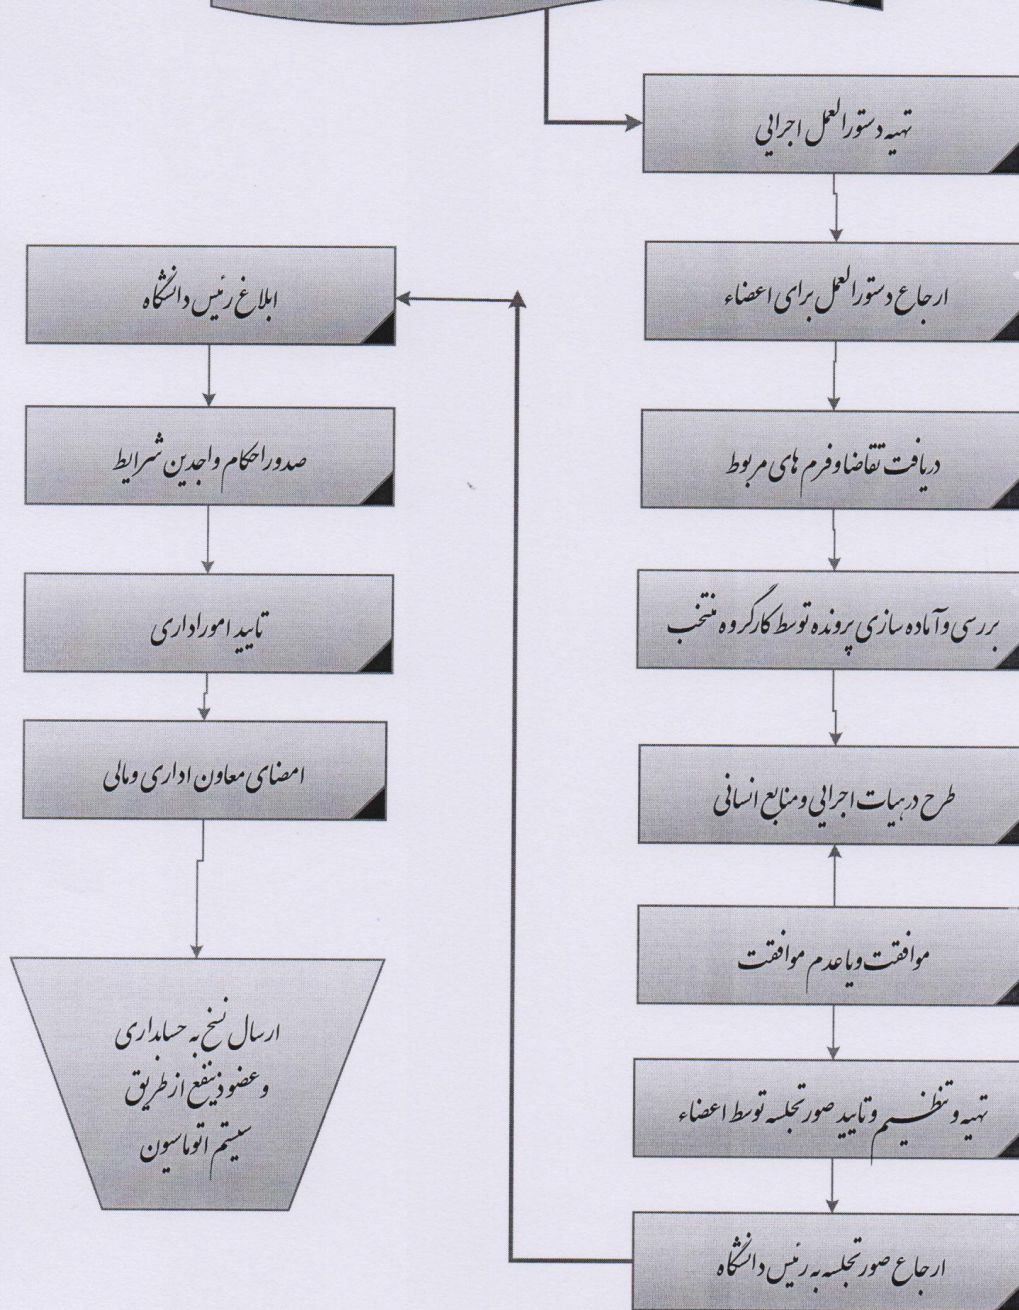 تهیه دستورالعمل اجرایی
ارجاع دستورالعمل برای اعضاء
دریافت تقاضا و فرم های مربوط
بررسی و آماده سازی پرونده توسط کارگروه منتخب
طرح در هیات اجرایی و منابع انسانی
موافقت و یا عدم موافقت
تهیه و تنظیم و تایید صورتجلسه توسط اعضاء
ارجاع صورتجلسه به رئیس دانشگاه
ابلاغ رئیس دانشگاه
صدور احکام واجدین شرایط
تایید امور اداری
امضای معاون اداری و مالی
ارسال نسخ به حسابداری
و عضو ذینفع از طریق
سیستم اتوماسیون